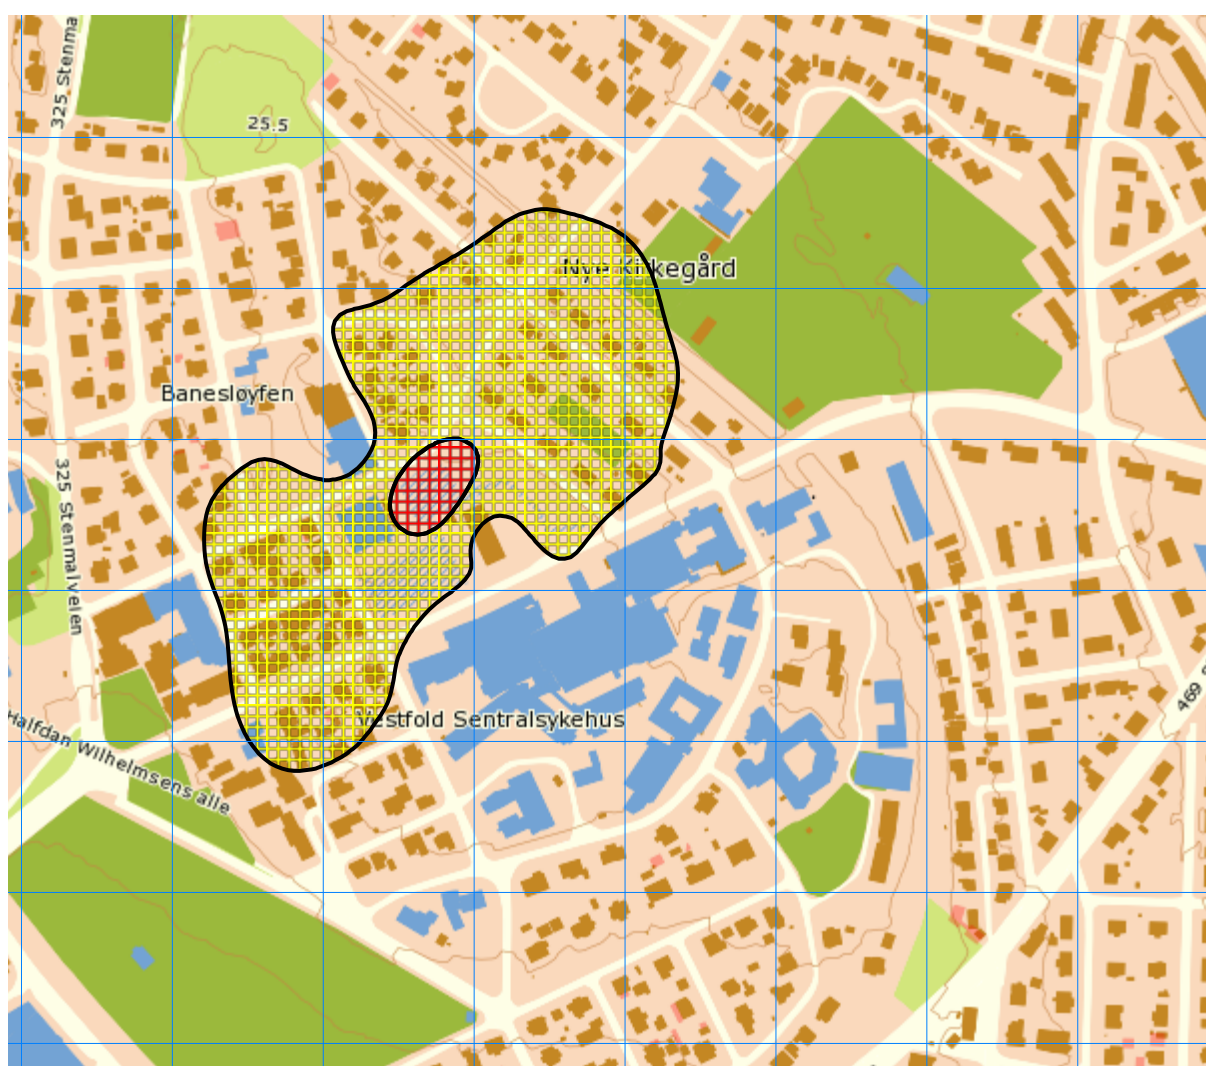 325 Stenma
25.5
Nye Kirkegård
Banesløyfen
325 Stenmalveien
Vestfold Sentralsykehus
469
Halfdan Wilhelmsens alle